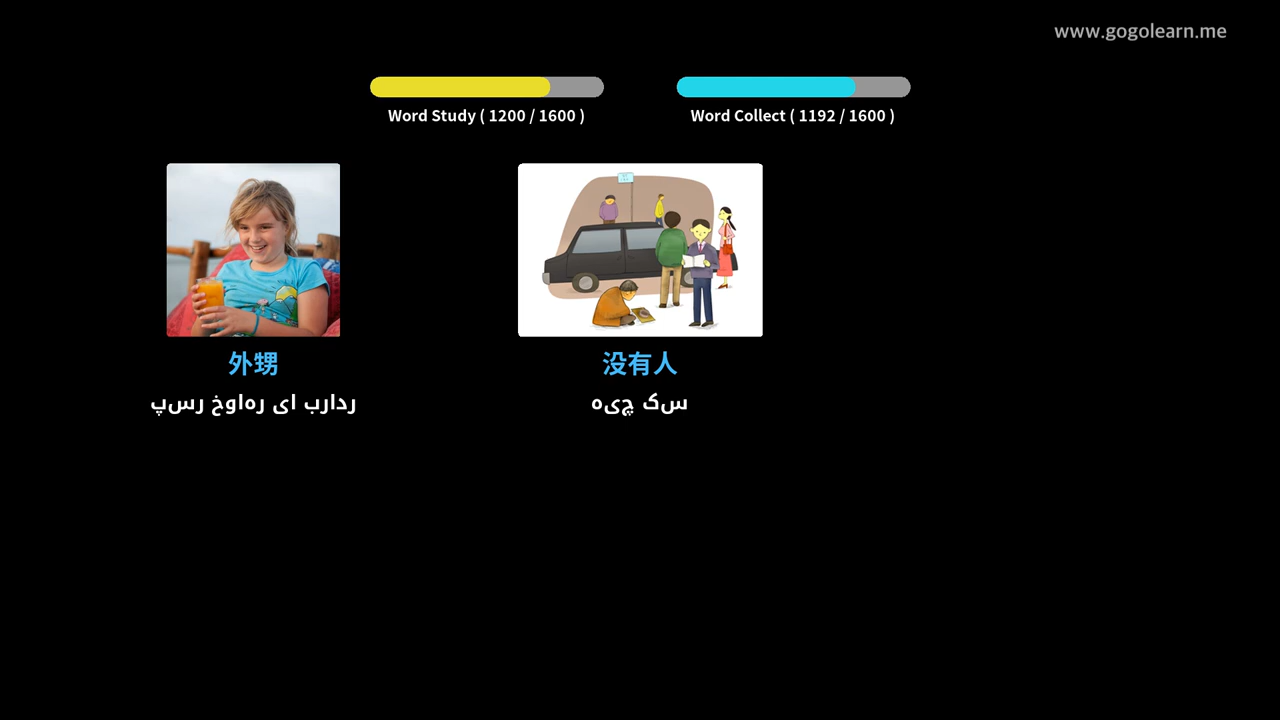 www.gogolearn.me
Word Study ( 1200 / 1600 )
Word Collect ( 1192 / 1600 )
外甥
ردارب ای رهاوخ رسپ
没有人
سک چیه